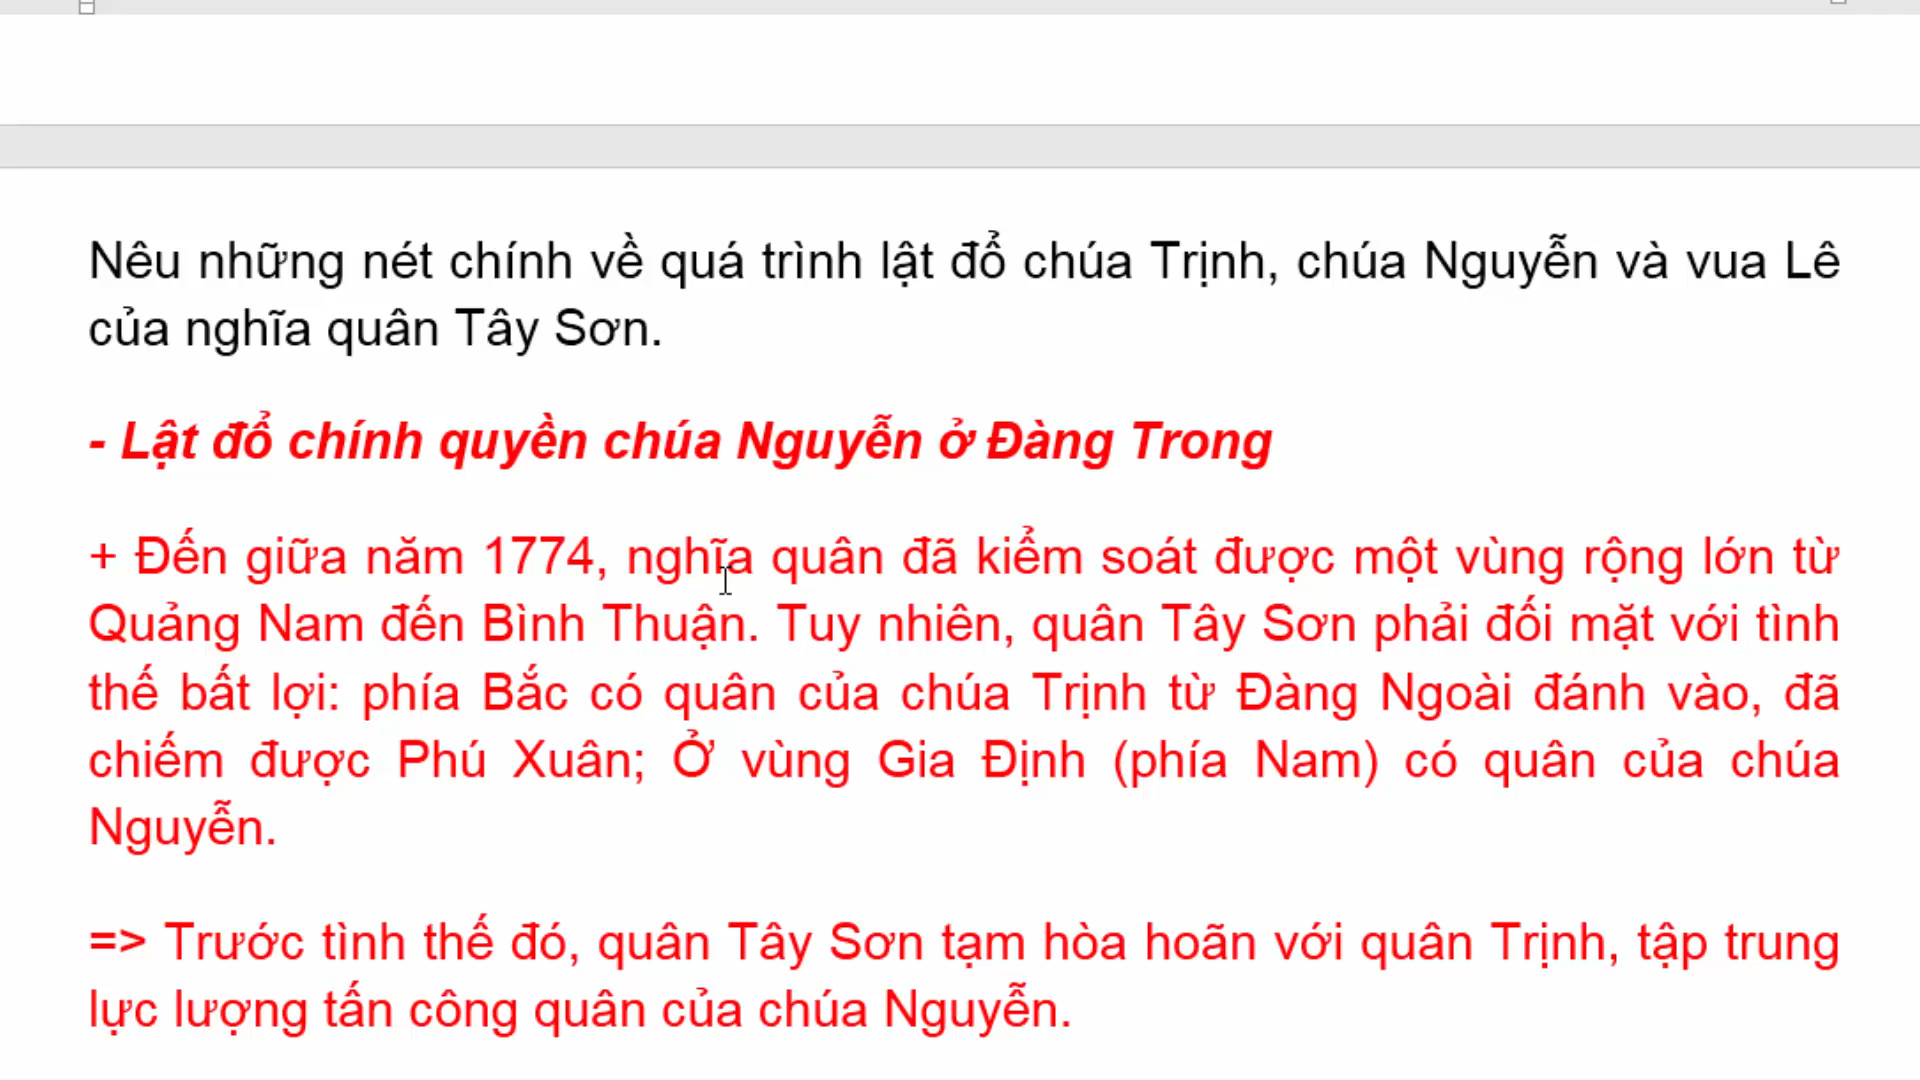 Nêu những nét chính về quá trình lật đổ chúa Trịnh, chúa Nguyễn và vua Lê
của nghĩa quân Tây Sơn.
- Lật đổ chính quyền chúa Nguyễn ở Đàng Trong
+ Đến giữa năm 1774, nghĩa quân đã kiểm soát được một vùng rộng lớn từ
Quảng Nam đến Bình Thuận. Tuy nhiên, quân Tây Sơn phải đối mặt với tình
thế bất lợi: phía Bắc có quân của chúa Trịnh từ Đàng Ngoài đánh vào, đã
chiếm được Phú Xuân; Ở vùng Gia Định (phía Nam) có quân của chúa
Nguyễn.
=> Trước tình thế đó, quân Tây Sơn tạm hòa hoãn với quân Trịnh, tập trung
lực lượng tấn công quân của chúa Nguyễn.